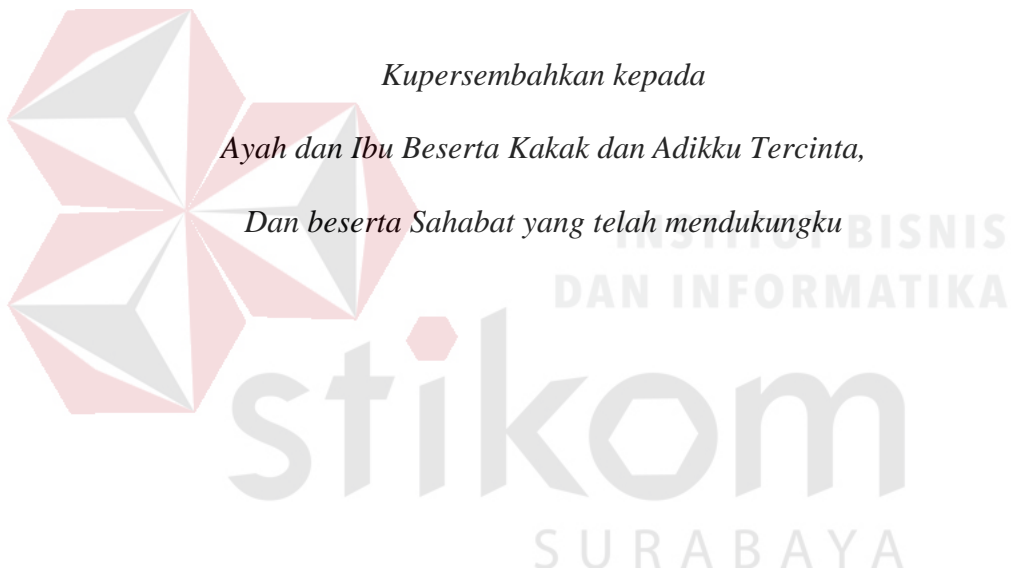 Kupersembahkan kepada
Ayah dan Ibu Beserta Kakak dan Adikku Tercinta,
Dan beserta Sahabat yang telah mendukungku
INSTITUT BISNIS
DAN INFORMATIKA
stikom
SURABAYA